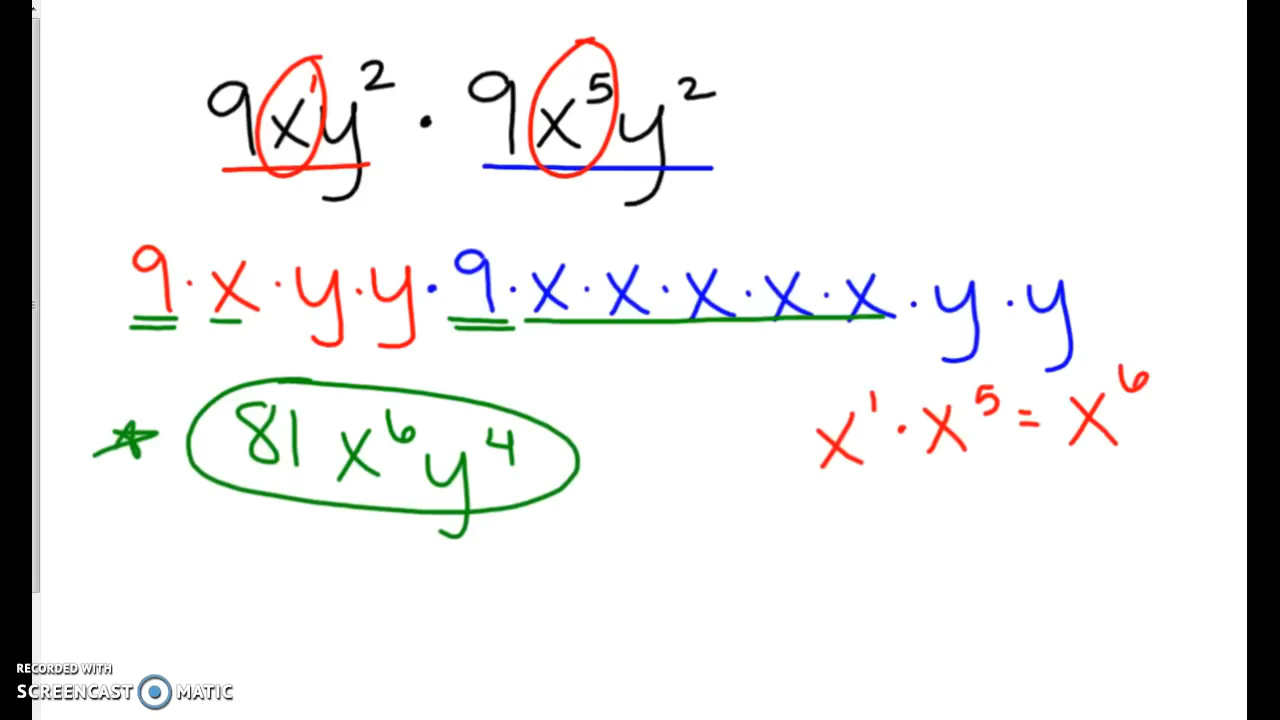 9x¹y² · 9x⁵y²
9 · x · y · y · 9 · x · x · x · x · x · y · y
81x⁶y⁴
x¹ · x⁵ = x⁶
RECORDED WITH
SCREENCAST MATIC